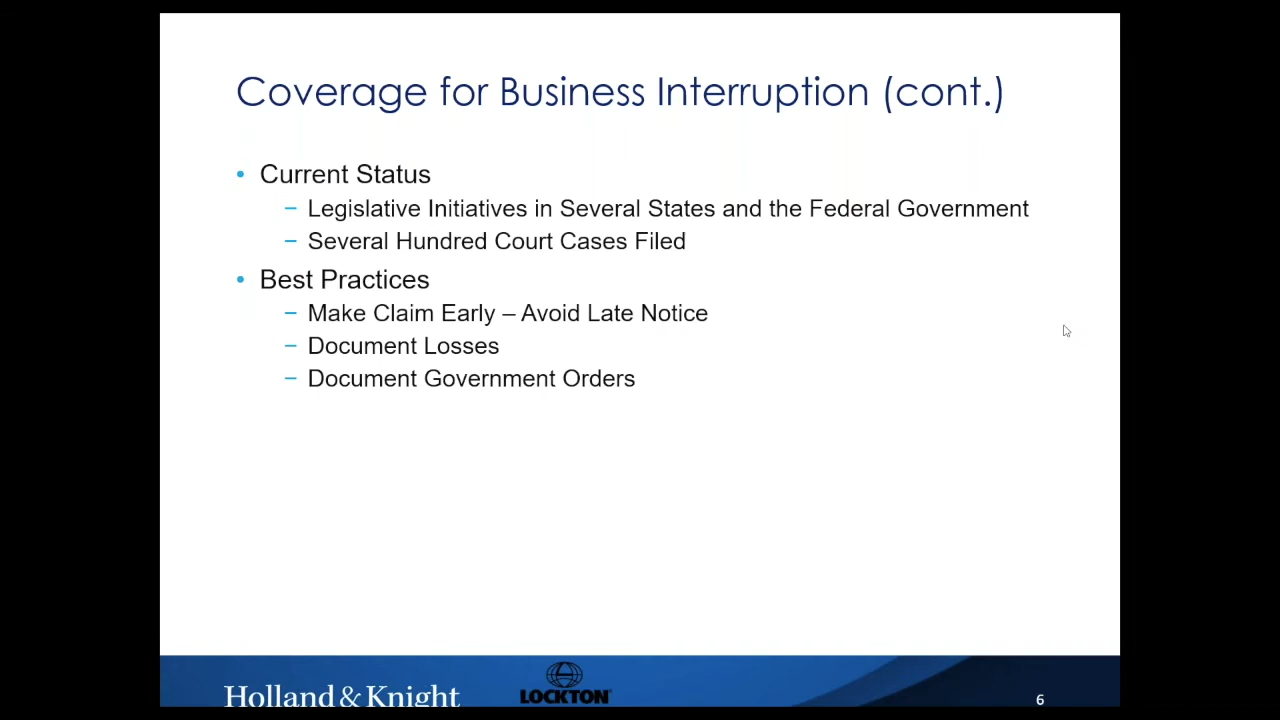 Coverage for Business Interruption (cont.)
• Current Status
– Legislative Initiatives in Several States and the Federal Government
– Several Hundred Court Cases Filed
• Best Practices
– Make Claim Early – Avoid Late Notice
– Document Losses
– Document Government Orders
Holland & Knight
LOCKTON
6